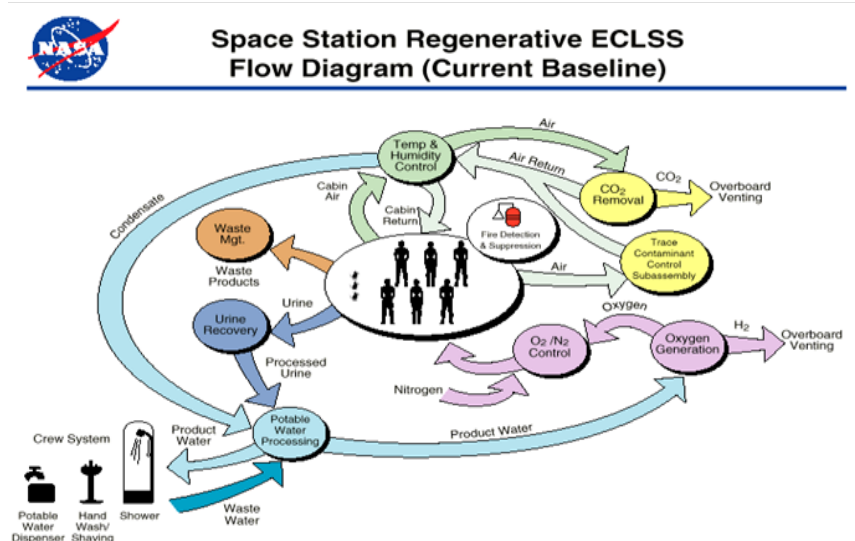 NASA
Space Station Regenerative ECLSS
Flow Diagram (Current Baseline)
Air
Temp &
Humidity
Control
Air Return
CO2
Removal
CO2
Overboard
Venting
Condensate
Cabin
Air
Cabin
Return
Fire Detection
& Suppression
Waste
Mgt.
Waste
Products
Trace
Contaminant
Control
Subassembly
Air
Urine
Urine
Recovery
Oxygen
O2 /N2
Control
Oxygen
Generation
H2
Overboard
Venting
Processed
Urine
Nitrogen
Potable
Water
Processing
Product
Water
Product Water
Crew System
Waste
Water
Potable
Water
Dispenser
Hand
Wash/
Shaving
Shower